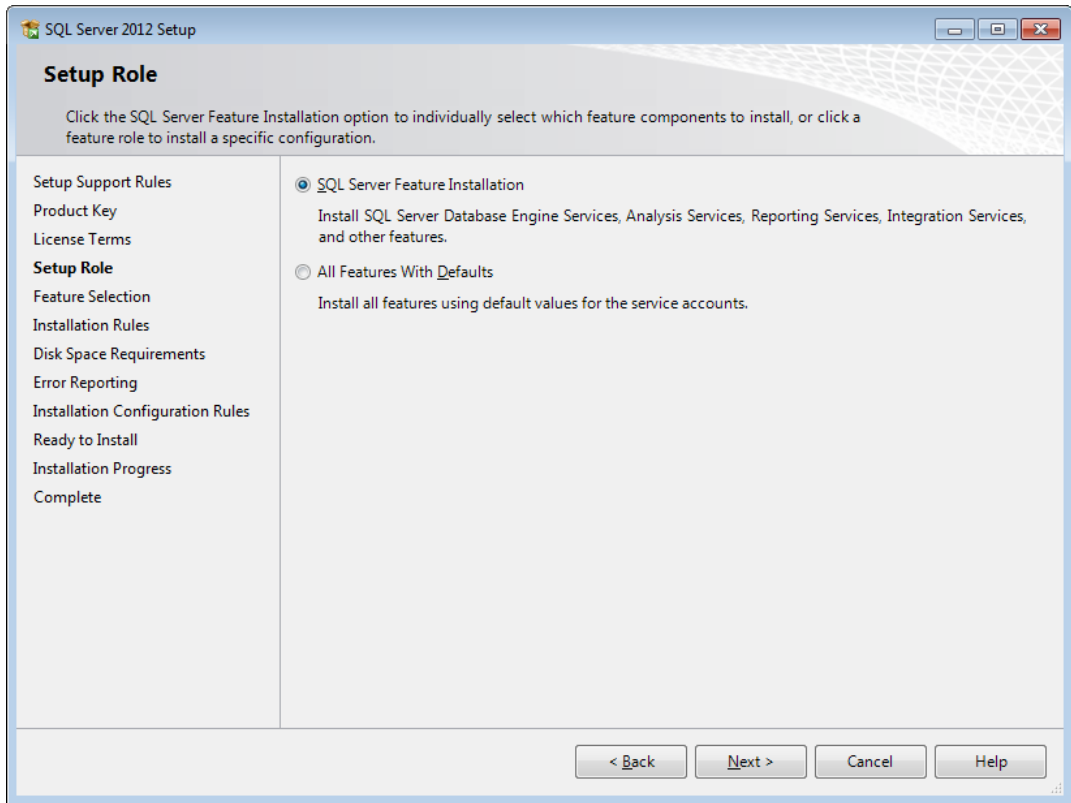 SQL Server 2012 Setup
Setup Role
Click the SQL Server Feature Installation option to individually select which feature components to install, or click a
feature role to install a specific configuration.
Setup Support Rules
Product Key
License Terms
Setup Role
Feature Selection
Installation Rules
Disk Space Requirements
Error Reporting
Installation Configuration Rules
Ready to Install
Installation Progress
Complete
SQL Server Feature Installation
Install SQL Server Database Engine Services, Analysis Services, Reporting Services, Integration Services,
and other features.
All Features With Defaults
Install all features using default values for the service accounts.
< Back
Next >
Cancel
Help